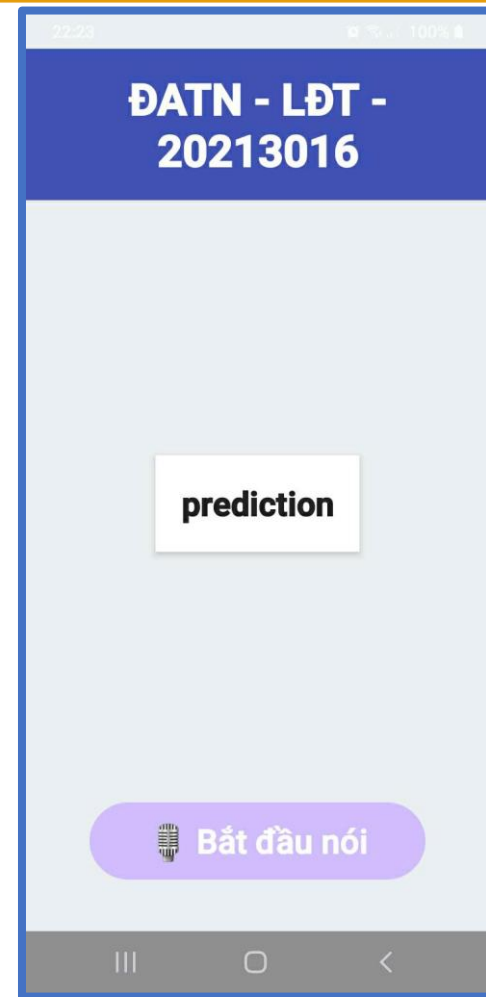 22:23 100%
ĐATN - LĐT -
20213016
prediction
Bắt đầu nói